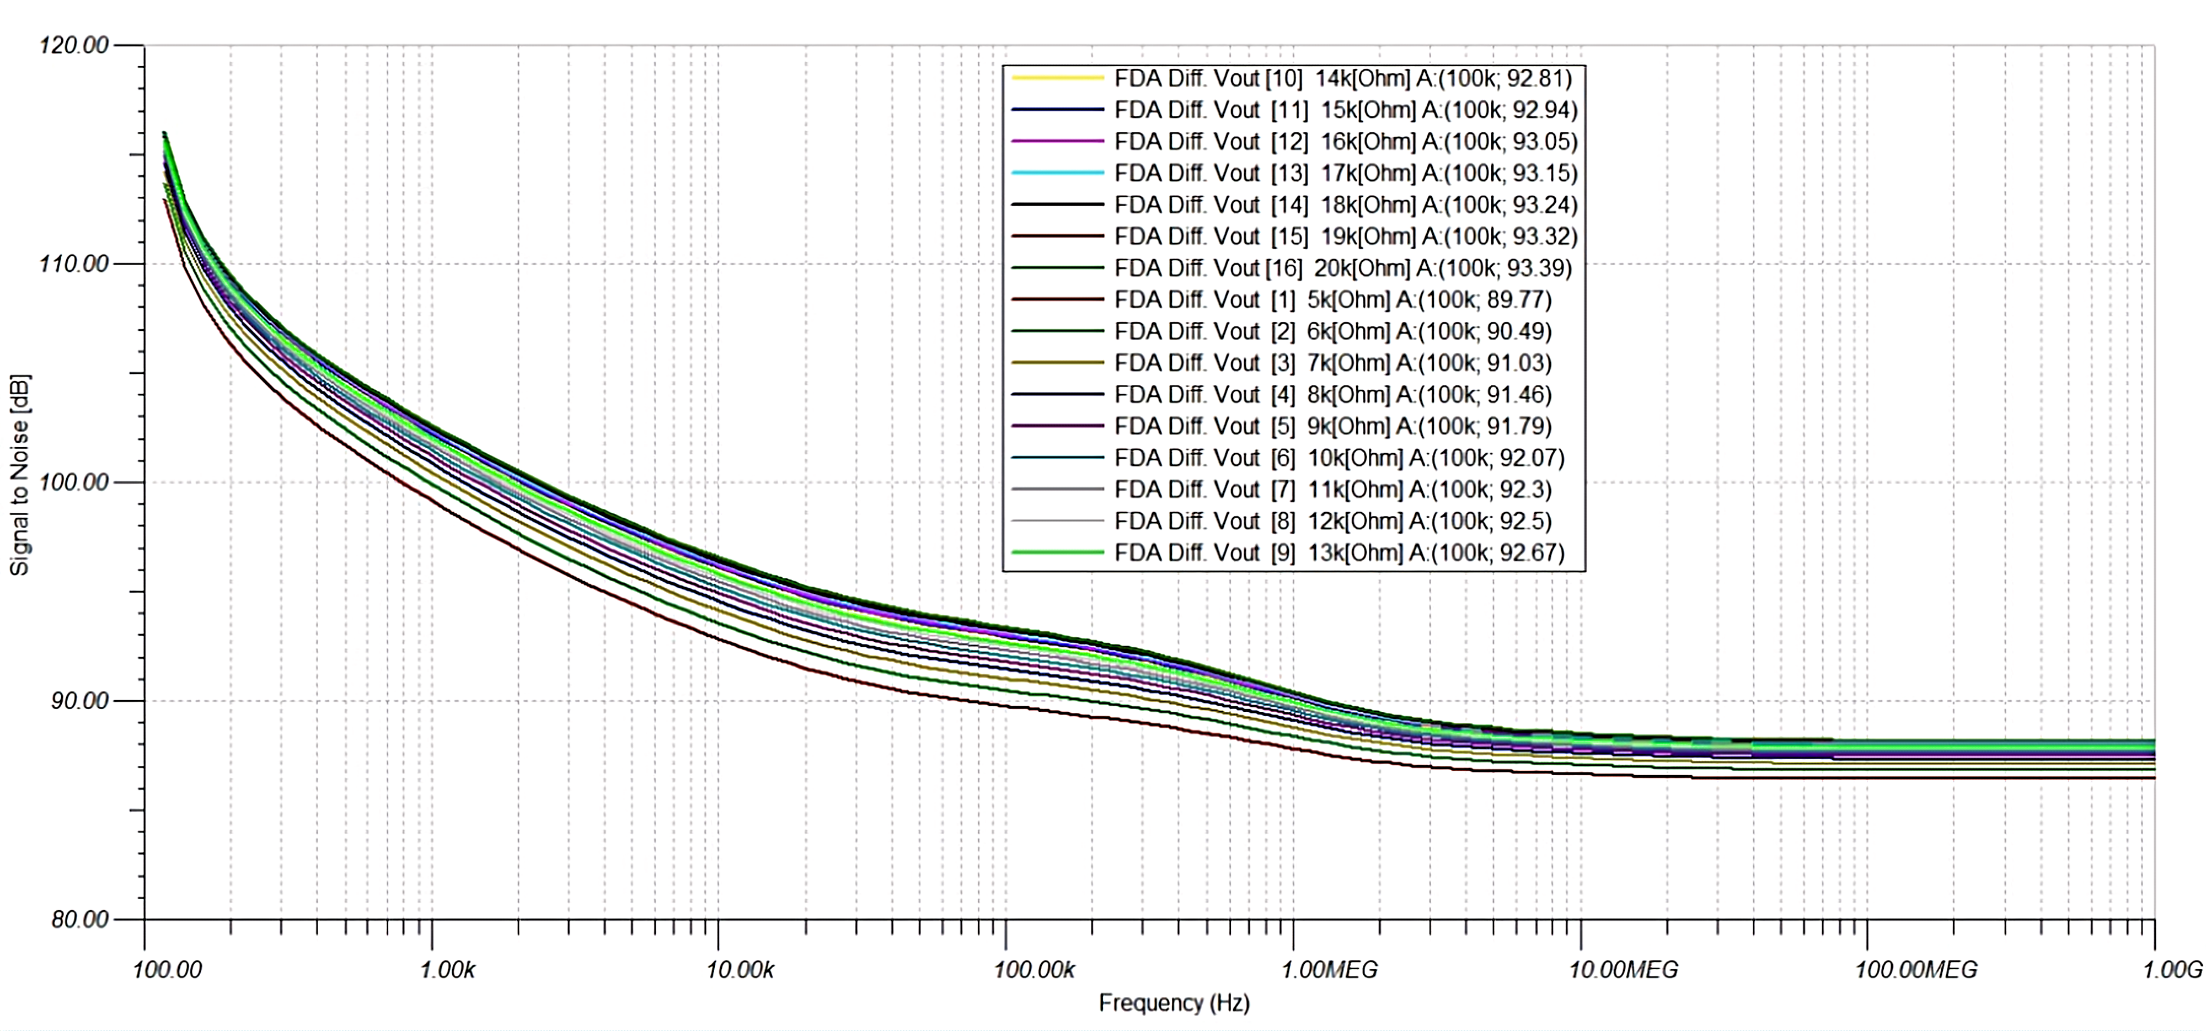 120.00
110.00
100.00
90.00
80.00
Signal to Noise [dB]
FDA Diff. Vout [10] 14k[Ohm] A:(100k; 92.81)
FDA Diff. Vout [11] 15k[Ohm] A:(100k; 92.94)
FDA Diff. Vout [12] 16k[Ohm] A:(100k; 93.05)
FDA Diff. Vout [13] 17k[Ohm] A:(100k; 93.15)
FDA Diff. Vout [14] 18k[Ohm] A:(100k; 93.24)
FDA Diff. Vout [15] 19k[Ohm] A:(100k; 93.32)
FDA Diff. Vout [16] 20k[Ohm] A:(100k; 93.39)
FDA Diff. Vout [1] 5k[Ohm] A:(100k; 89.77)
FDA Diff. Vout [2] 6k[Ohm] A:(100k; 90.49)
FDA Diff. Vout [3] 7k[Ohm] A:(100k; 91.03)
FDA Diff. Vout [4] 8k[Ohm] A:(100k; 91.46)
FDA Diff. Vout [5] 9k[Ohm] A:(100k; 91.79)
FDA Diff. Vout [6] 10k[Ohm] A:(100k; 92.07)
FDA Diff. Vout [7] 11k[Ohm] A:(100k; 92.3)
FDA Diff. Vout [8] 12k[Ohm] A:(100k; 92.5)
FDA Diff. Vout [9] 13k[Ohm] A:(100k; 92.67)
100.00 1.00k 10.00k 100.00k 1.00MEG 10.00MEG 100.00MEG 1.00G
Frequency (Hz)